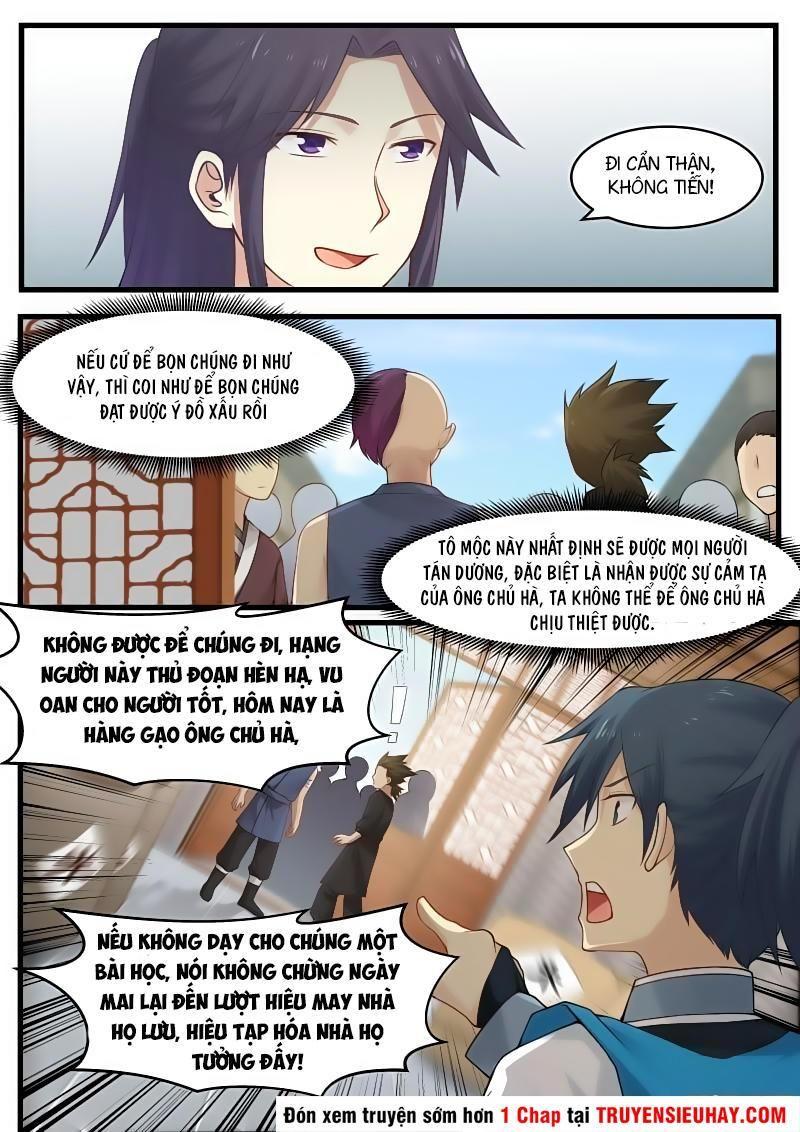 ĐI CẨN THẬN,
KHÔNG TIỄN!
NẾU CỨ ĐỂ BỌN CHÚNG ĐI NHƯ
VẬY, THÌ COI NHƯ ĐỂ BỌN CHÚNG
ĐẠT ĐƯỢC Ý ĐỒ XẤU RỒI
TÔ MỘC NÀY NHẤT ĐỊNH SẼ ĐƯỢC MỌI NGƯỜI
TÁN DƯƠNG, ĐẶC BIỆT LÀ NHẬN ĐƯỢC SỰ CẢM TẠ
CỦA ÔNG CHỦ HÀ, TA KHÔNG THỂ ĐỂ ÔNG CHỦ HÀ
CHỊU THIỆT ĐƯỢC.
KHÔNG ĐƯỢC ĐỂ CHÚNG ĐI, HẠNG
NGƯỜI NÀY THỦ ĐOẠN HÈN HẠ, VU
OAN CHO NGƯỜI TỐT, HÔM NAY LÀ
HÀNG GẠO ÔNG CHỦ HÀ,
!
NẾU KHÔNG DẠY CHO CHÚNG MỘT
BÀI HỌC, NÓI KHÔNG CHỪNG NGÀY
MAI LẠI ĐẾN LƯỢT HIỆU MAY NHÀ
HỌ LƯU, HIỆU TẠP HÓA NHÀ HỌ
TƯỞNG ĐẤY!
Đón xem truyện sớm hơn 1 Chap tại TRUYENSIEUHAY.COM